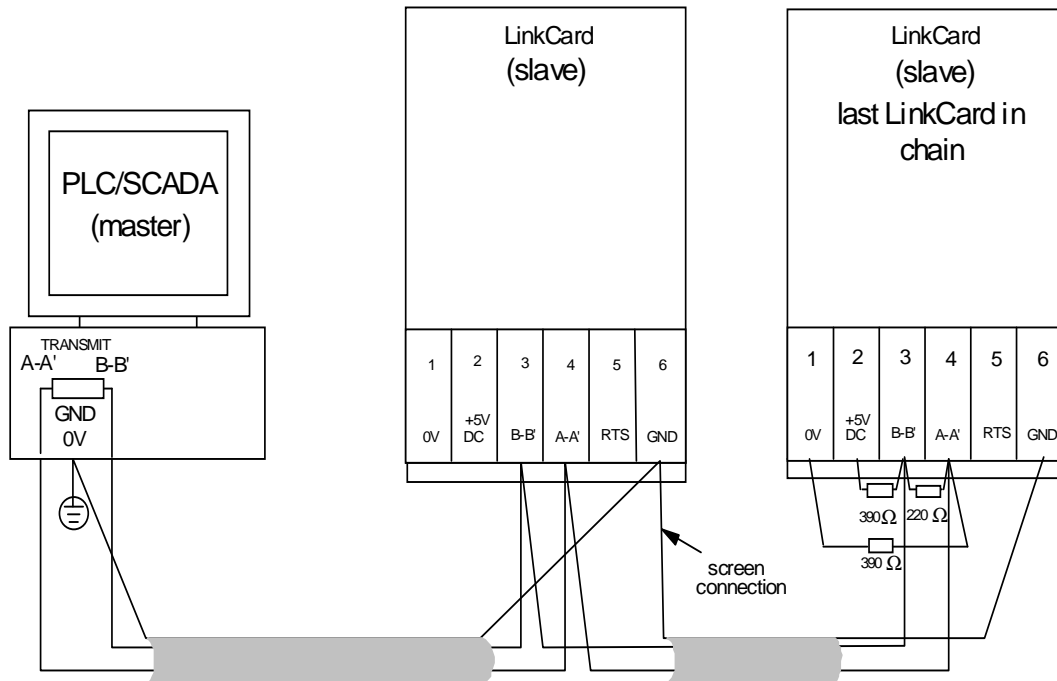 PLC/SCADA
(master)
TRANSMIT
A-A' B-B'
GND
0V
LinkCard
(slave)
1 2 3 4 5 6
0V +5V DC B-B' A-A' RTS GND
screen
connection
LinkCard
(slave)
last LinkCard in
chain
1 2 3 4 5 6
0V +5V DC B-B' A-A' RTS GND
390 Ω 220 Ω
390 Ω